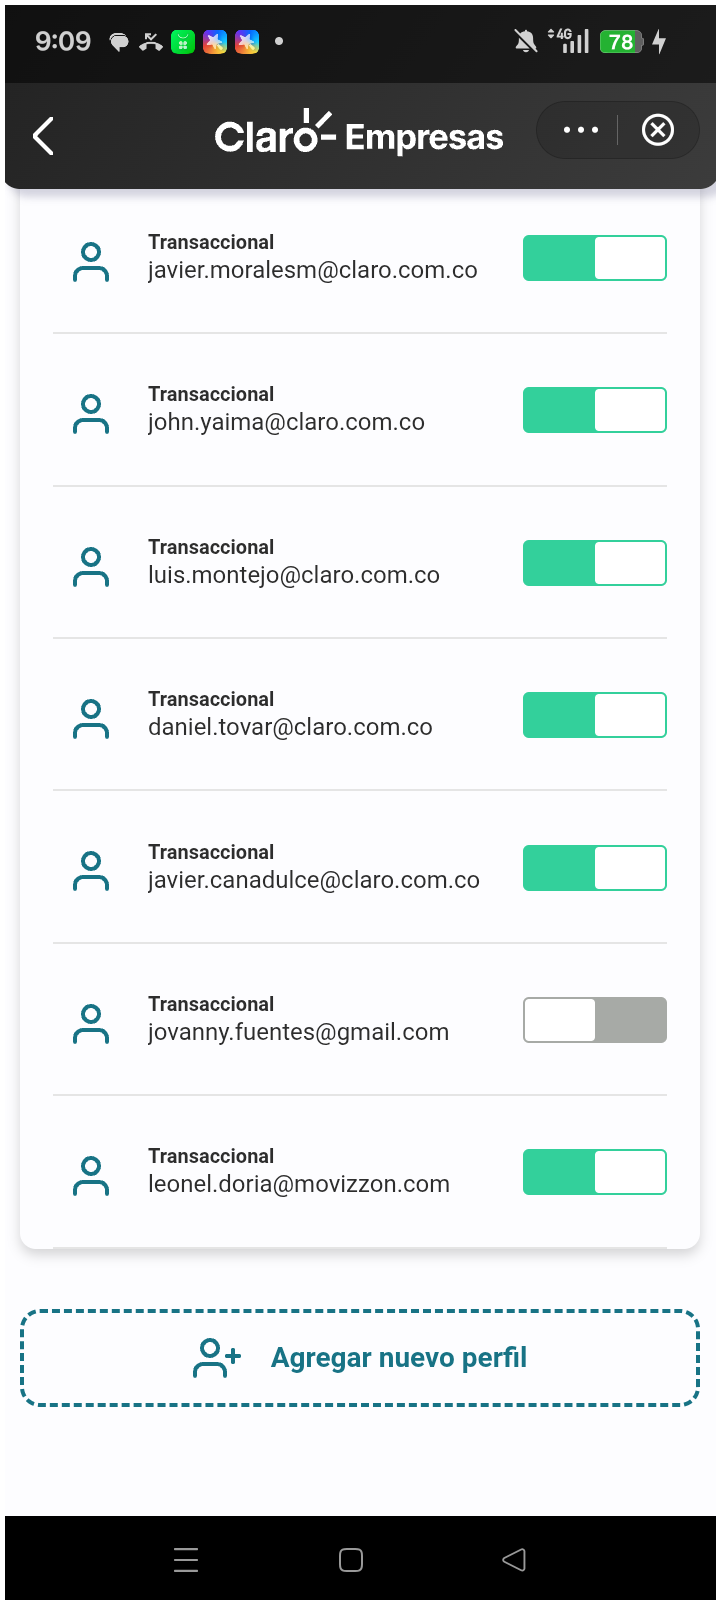 9:09
4G
78
Claro- Empresas
Transaccional
javier.moralesm@claro.com.co
Transaccional
john.yaima@claro.com.co
Transaccional
luis.montejo@claro.com.co
Transaccional
daniel.tovar@claro.com.co
Transaccional
javier.canadulce@claro.com.co
Transaccional
jovanny.fuentes@gmail.com
Transaccional
leonel.doria@movizzon.com
Agregar nuevo perfil